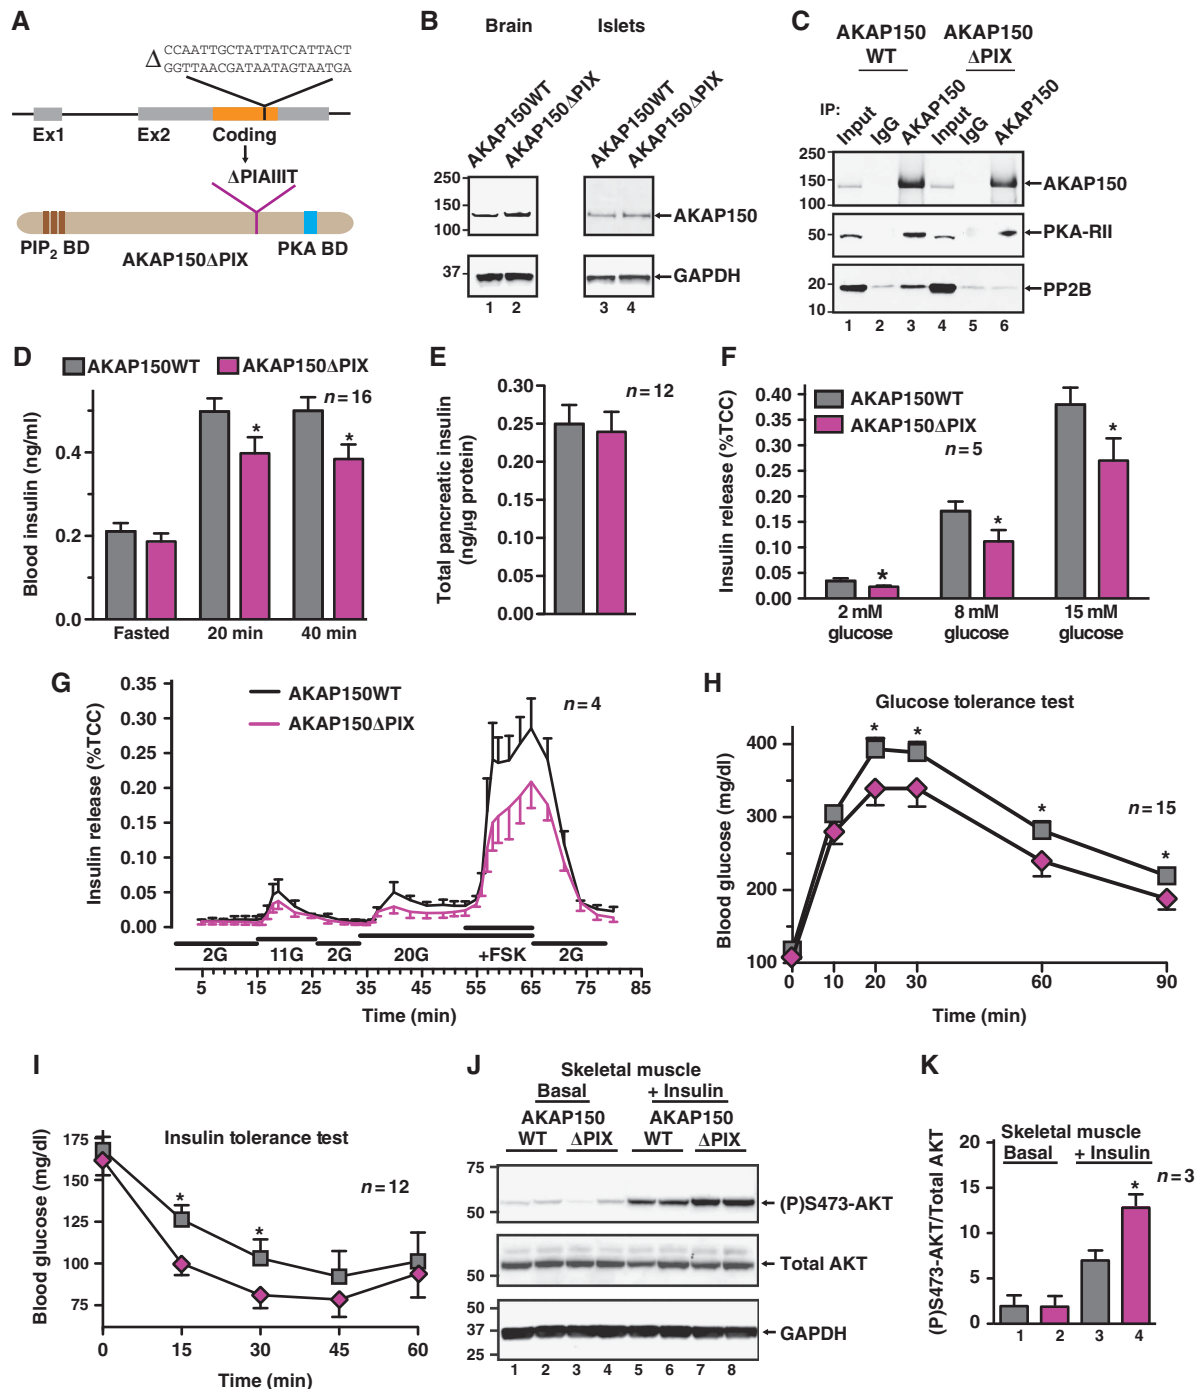 A
Δ
CCAATTGCTATTATCATTACT
GGTTAACGATAATAGTAATGA
Ex1
Ex2
Coding
ΔPIAIIIT
PIP2 BD
AKAP150ΔPIX
PKA BD
B
Brain
Islets
AKAP150WT
AKAP150ΔPIX
AKAP150WT
AKAP150ΔPIX
250
150
100
AKAP150
37
GAPDH
1 2 3 4
C
AKAP150 WT
AKAP150 ΔPIX
IP:
Input
IgG
AKAP150
Input
IgG
AKAP150
250
150
100
AKAP150
50
PKA-RII
20
10
PP2B
1 2 3 4 5 6
D
AKAP150WT
AKAP150ΔPIX
n = 16
Blood insulin (ng/ml)
0.4
0.2
0.0
* *
Fasted 20 min 40 min
E
n = 12
Total pancreatic insulin
(ng/μg protein)
0.30
0.25
0.20
0.15
0.10
0.05
0.00
F
AKAP150WT
AKAP150ΔPIX
n = 5
Insulin release (%TCC)
0.40
0.35
0.30
0.25
0.20
0.15
0.10
0.05
0.00
* * *
2 mM glucose
8 mM glucose
15 mM glucose
G
AKAP150WT
AKAP150ΔPIX
n = 4
Insulin release (%TCC)
0.35
0.30
0.25
0.20
0.15
0.10
0.05
0.00
2G 11G 2G 20G +FSK 2G
5 15 25 35 45 55 65 75 85
Time (min)
H
Glucose tolerance test
n = 15
Blood glucose (mg/dl)
400
300
200
100
* * * *
0 10 20 30 60 90
Time (min)
I
Insulin tolerance test
n = 12
Blood glucose (mg/dl)
175
150
125
100
75
* *
0 15 30 45 60
Time (min)
J
Skeletal muscle
Basal + Insulin
AKAP150 AKAP150
WT ΔPIX WT ΔPIX
75
50
(P)S473-AKT
50
Total AKT
50
37
25
GAPDH
1 2 3 4 5 6 7 8
K
Skeletal muscle
Basal + Insulin
n = 3
(P)S473-AKT/Total AKT
20
15
10
5
0
*
1 2 3 4